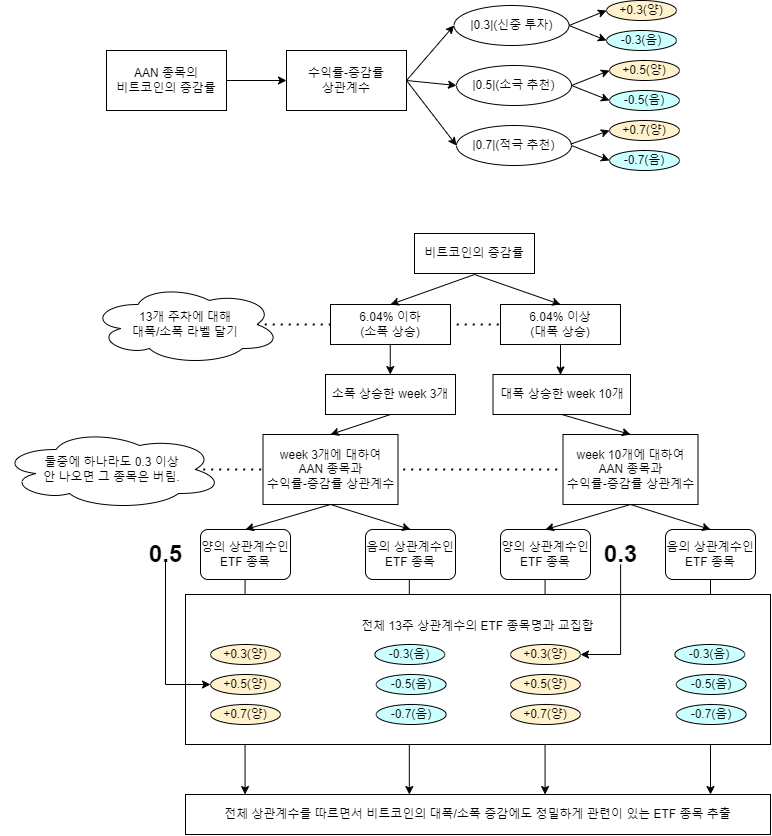 AAN 종목의
비트코인의 증감률
수익률-증감률
상관계수
|0.3|(신중 투자)
+0.3(양)
-0.3(음)
|0.5|(소극 추천)
+0.5(양)
-0.5(음)
|0.7|(적극 추천)
+0.7(양)
-0.7(음)
비트코인의 증감률
13개 주차에 대해
대폭/소폭 라벨 달기
6.04% 이하
(소폭 상승)
6.04% 이상
(대폭 상승)
소폭 상승한 week 3개
대폭 상승한 week 10개
둘중에 하나라도 0.3 이상
안 나오면 그 종목은 버림.
week 3개에 대하여
AAN 종목과
수익률-증감률 상관계수
week 10개에 대하여
AAN 종목과
수익률-증감률 상관계수
0.5
양의 상관계수인
ETF 종목
음의 상관계수인
ETF 종목
양의 상관계수인
ETF 종목
0.3
음의 상관계수인
ETF 종목
전체 13주 상관계수의 ETF 종목명과 교집합
+0.3(양) -0.3(음) +0.3(양) -0.3(음)
+0.5(양) -0.5(음) +0.5(양) -0.5(음)
+0.7(양) -0.7(음) +0.7(양) -0.7(음)
전체 상관계수를 따르면서 비트코인의 대폭/소폭 증감에도 정밀하게 관련이 있는 ETF 종목 추출